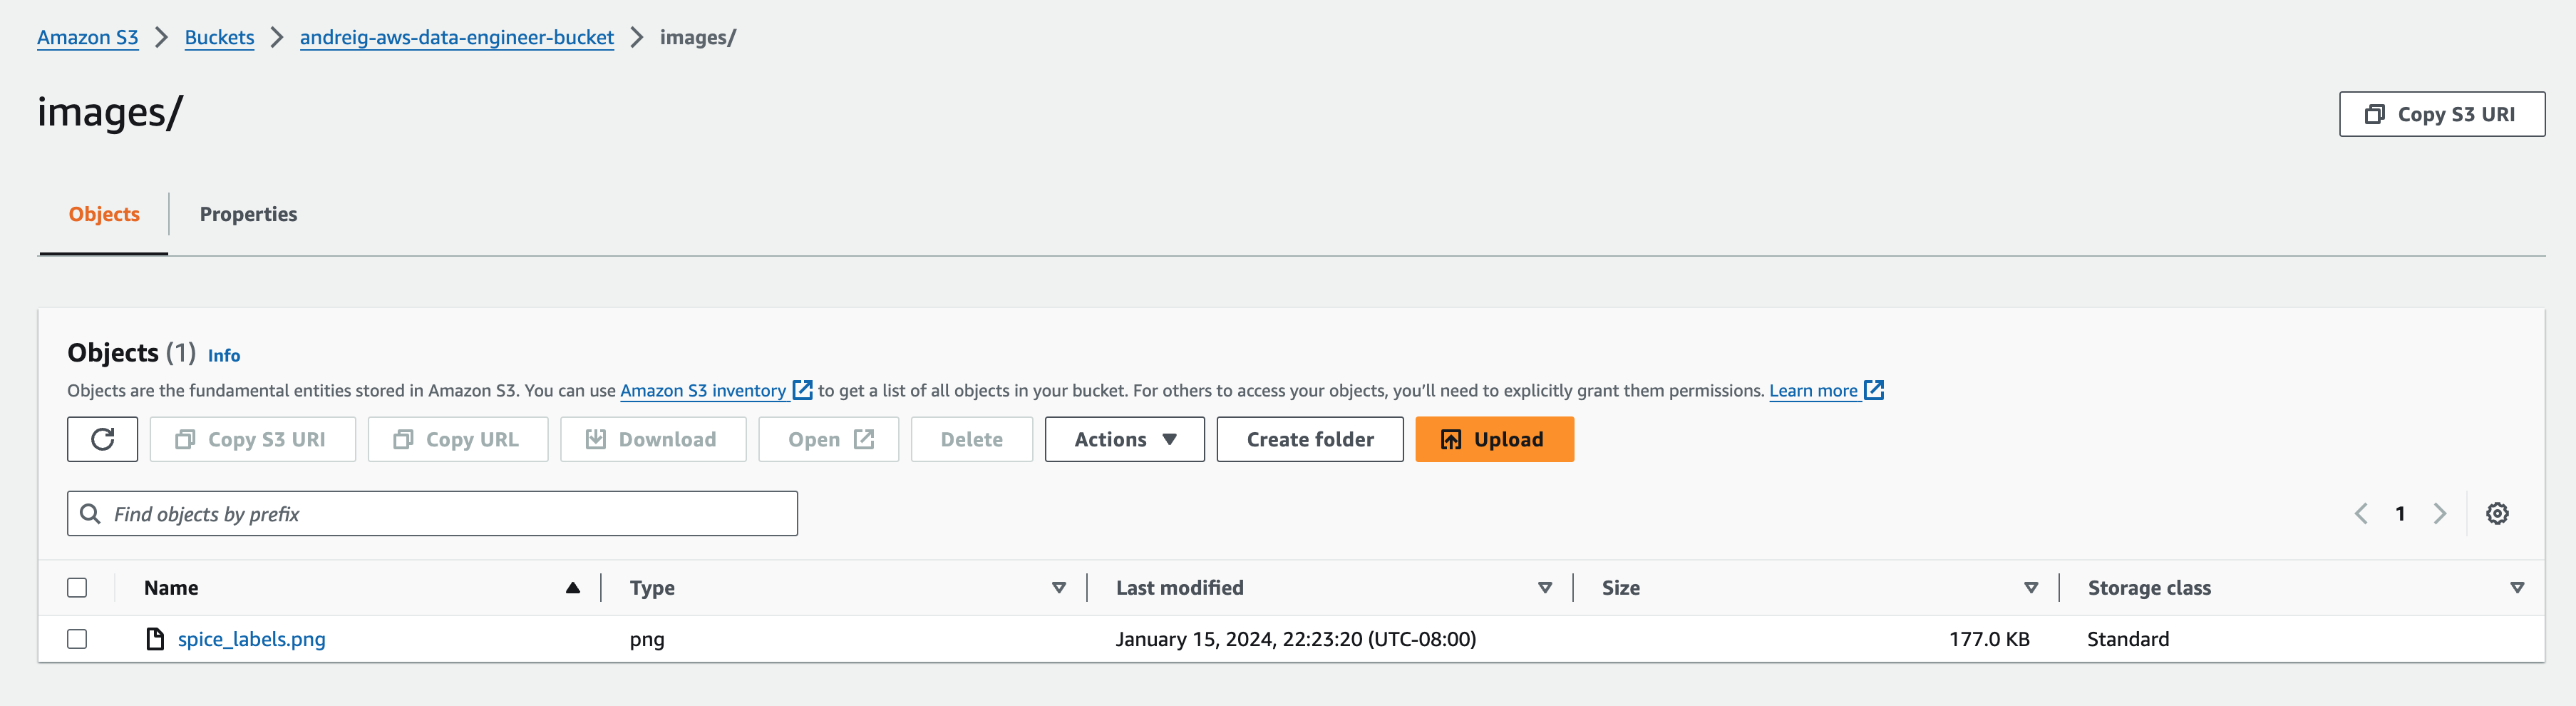 Amazon S3 Buckets andreig-aws-data-engineer-bucket images/
images/
Copy S3 URI
Objects Properties
Objects (1) Info
Objects are the fundamental entities stored in Amazon S3. You can use Amazon S3 inventory to get a list of all objects in your bucket. For others to access your objects, you’ll need to explicitly grant them permissions. Learn more
Copy S3 URI Copy URL Download Open Delete Actions Create folder Upload
Find objects by prefix
1
Name Type Last modified Size Storage class
spice_labels.png png January 15, 2024, 22:23:20 (UTC-08:00) 177.0 KB Standard